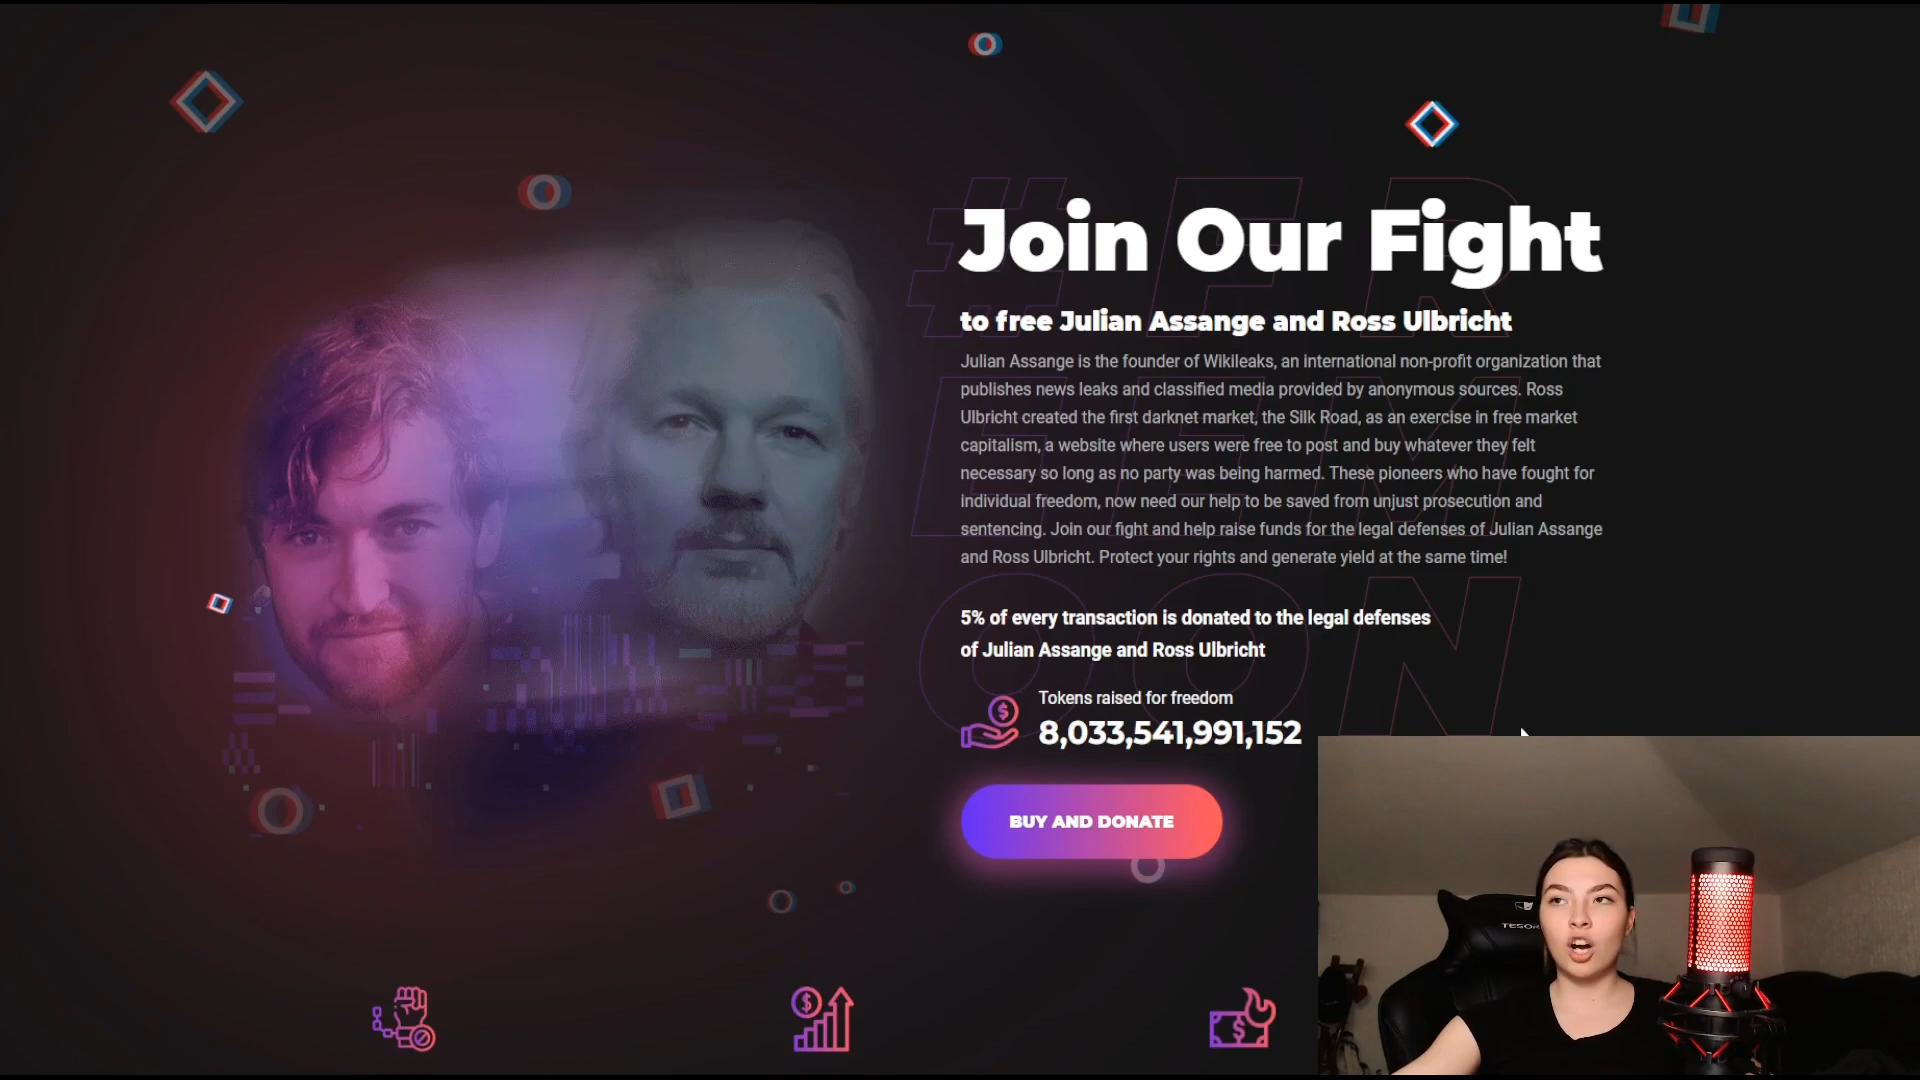 Join Our Fight
to free Julian Assange and Ross Ulbricht
Julian Assange is the founder of Wikileaks, an international non-profit organization that
publishes news leaks and classified media provided by anonymous sources. Ross
Ulbricht created the first darknet market, the Silk Road, as an exercise in free market
capitalism, a website where users were free to post and buy whatever they felt
necessary so long as no party was being harmed. These pioneers who have fought for
individual freedom, now need our help to be saved from unjust prosecution and
sentencing. Join our fight and help raise funds for the legal defenses of Julian Assange
and Ross Ulbricht. Protect your rights and generate yield at the same time!
#FR
EEM
OON
5% of every transaction is donated to the legal defenses
of Julian Assange and Ross Ulbricht
Tokens raised for freedom
8,033,541,991,152
BUY AND DONATE